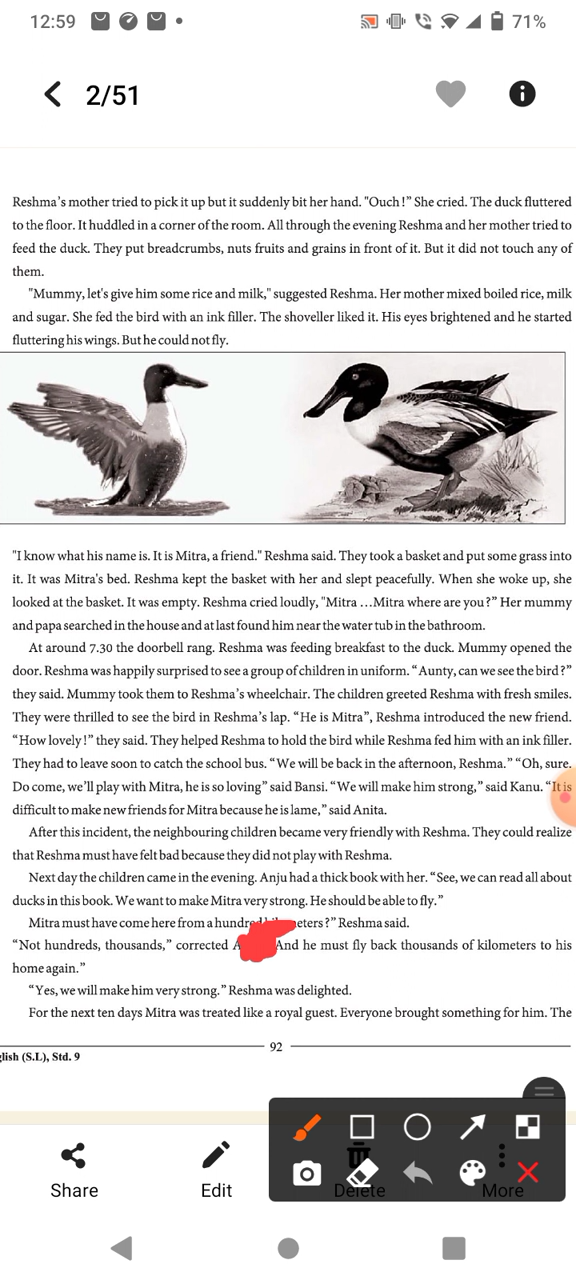 12:59
71%
2/51
Reshma's mother tried to pick it up but it suddenly bit her hand. "Ouch!" She cried. The duck fluttered
to the floor. It huddled in a corner of the room. All through the evening Reshma and her mother tried to
feed the duck. They put breadcrumbs, nuts fruits and grains in front of it. But it did not touch any of
them.
"Mummy, let's give him some rice and milk," suggested Reshma. Her mother mixed boiled rice, milk
and sugar. She fed the bird with an ink filler. The shoveller liked it. His eyes brightened and he started
fluttering his wings. But he could not fly.
"I know what his name is. It is Mitra, a friend." Reshma said. They took a basket and put some grass into
it. It was Mitra's bed. Reshma kept the basket with her and slept peacefully. When she woke up, she
looked at the basket. It was empty. Reshma cried loudly, "Mitra ...Mitra where are you?" Her mummy
and papa searched in the house and at last found him near the water tub in the bathroom.
At around 7.30 the doorbell rang. Reshma was feeding breakfast to the duck. Mummy opened the
door. Reshma was happily surprised to see a group of children in uniform. "Aunty, can we see the bird?"
they said. Mummy took them to Reshma's wheelchair. The children greeted Reshma with fresh smiles.
They were thrilled to see the bird in Reshma's lap. "He is Mitra", Reshma introduced the new friend.
"How lovely!" they said. They helped Reshma to hold the bird while Reshma fed him with an ink filler.
They had to leave soon to catch the school bus. "We will be back in the afternoon, Reshma." "Oh, sure.
Do come, we'll play with Mitra, he is so loving" said Bansi. "We will make him strong," said Kanu. "It is
difficult to make new friends for Mitra because he is lame," said Anita.
After this incident, the neighbouring children became very friendly with Reshma. They could realize
that Reshma must have felt bad because they did not play with Reshma.
Next day the children came in the evening. Anju had a thick book with her. "See, we can read all about
ducks in this book. We want to make Mitra very strong. He should be able to fly."
Mitra must have come here from a hundred kilometers?" Reshma said.
"Not hundreds, thousands," corrected And he must fly back thousands of kilometers to his
home again."
"Yes, we will make him very strong." Reshma was delighted.
For the next ten days Mitra was treated like a royal guest. Everyone brought something for him. The
92
glish (S.L), Std. 9
Share Edit Delete More